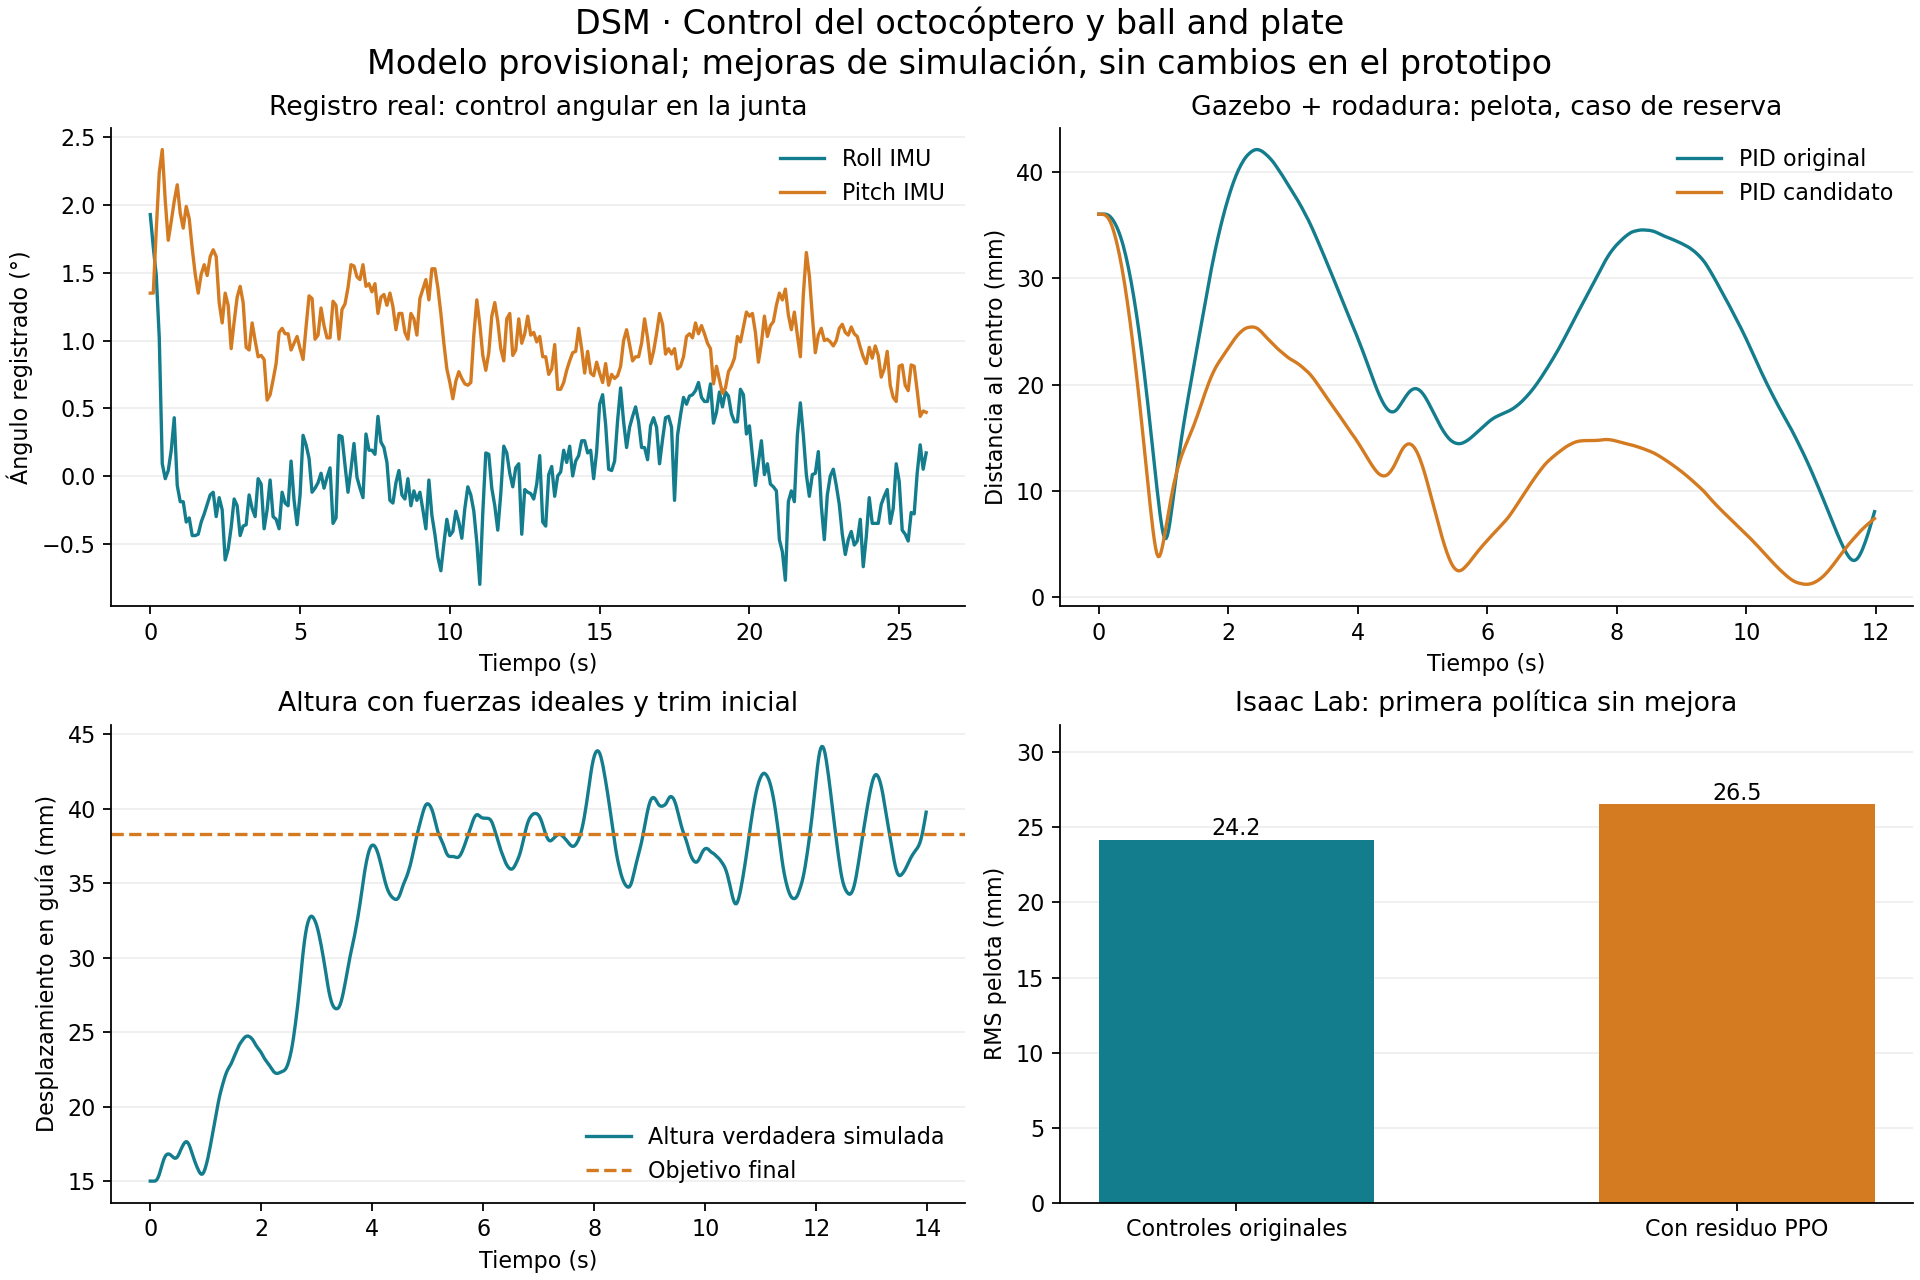 DSM · Control del octocóptero y ball and plate
Modelo provisional; mejoras de simulación, sin cambios en el prototipo
Registro real: control angular en la junta
Ángulo registrado (°)
2.5
2.0
1.5
1.0
0.5
0.0
−0.5
Roll IMU
Pitch IMU
0
5
10
15
20
25
Tiempo (s)
Gazebo + rodadura: pelota, caso de reserva
Distancia al centro (mm)
40
30
20
10
0
PID original
PID candidato
0
2
4
6
8
10
12
Tiempo (s)
Altura con fuerzas ideales y trim inicial
Desplazamiento en guía (mm)
45
40
35
30
25
20
15
Altura verdadera simulada
Objetivo final
0
2
4
6
8
10
12
14
Tiempo (s)
Isaac Lab: primera política sin mejora
RMS pelota (mm)
30
25
20
15
10
5
0
24.2
26.5
Controles originales
Con residuo PPO